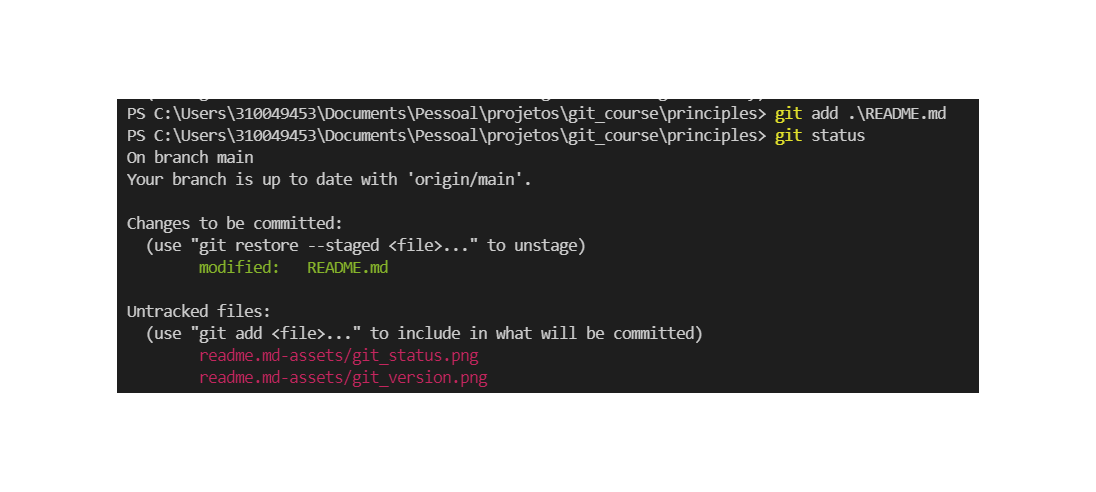 PS C:\Users\310049453\Documents\Pessoal\projetos\git_course\principles> git add .\README.md
PS C:\Users\310049453\Documents\Pessoal\projetos\git_course\principles> git status
On branch main
Your branch is up to date with 'origin/main'.
Changes to be committed:
(use "git restore --staged <file>..." to unstage)
modified: README.md
Untracked files:
(use "git add <file>..." to include in what will be committed)
readme.md-assets/git_status.png
readme.md-assets/git_version.png